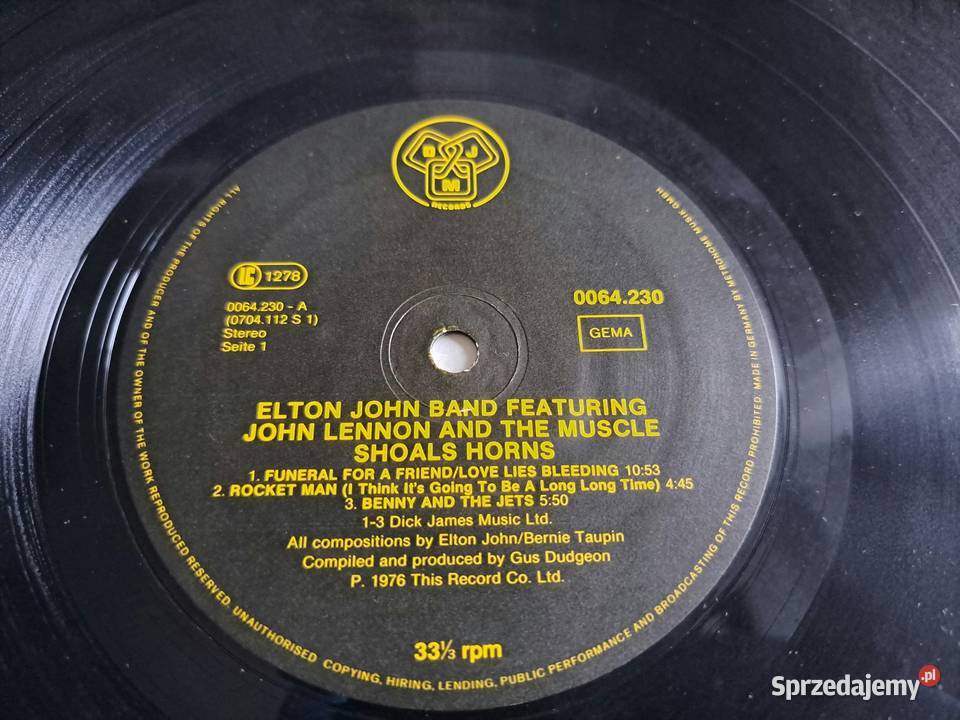 DJM
RECORDS
LC 1278
0064.230 - A
(0704.112 S 1)
Stereo
Seite 1
0064.230
GEMA
ELTON JOHN BAND FEATURING
JOHN LENNON AND THE MUSCLE
SHOALS HORNS
1. FUNERAL FOR A FRIEND/LOVE LIES BLEEDING 10:53
2. ROCKET MAN (I Think It's Going To Be A Long Long Time) 4:45
3. BENNY AND THE JETS 5:50
1-3 Dick James Music Ltd.
All compositions by Elton John/Bernie Taupin
Compiled and produced by Gus Dudgeon
P. 1976 This Record Co. Ltd.
33⅓ rpm
ALL RIGHTS OF THE PRODUCER AND OF THE OWNER OF THE WORK REPRODUCED RESERVED. UNAUTHORISED COPYING, HIRING, LENDING, PUBLIC PERFORMANCE AND BROADCASTING OF THIS RECORD PROHIBITED. MADE IN GERMANY BY METRONOME MUSIK GMBH
Sprzedajemy.pl